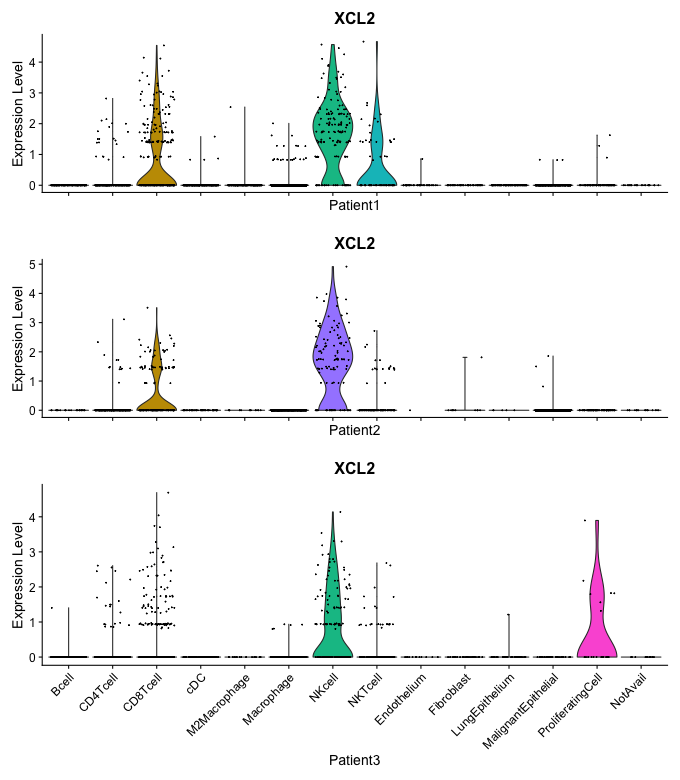 XCL2
Expression Level
4
3
2
1
0
Patient1
XCL2
Expression Level
5
4
3
2
1
0
Patient2
XCL2
Expression Level
4
3
2
1
0
Bcell
CD4Tcell
CD8Tcell
cDC
M2Macrophage
Macrophage
NKcell
NKTcell
Endothelium
Fibroblast
LungEpithelium
MalignantEpithelial
ProliferatingCell
NotAvail
Patient3